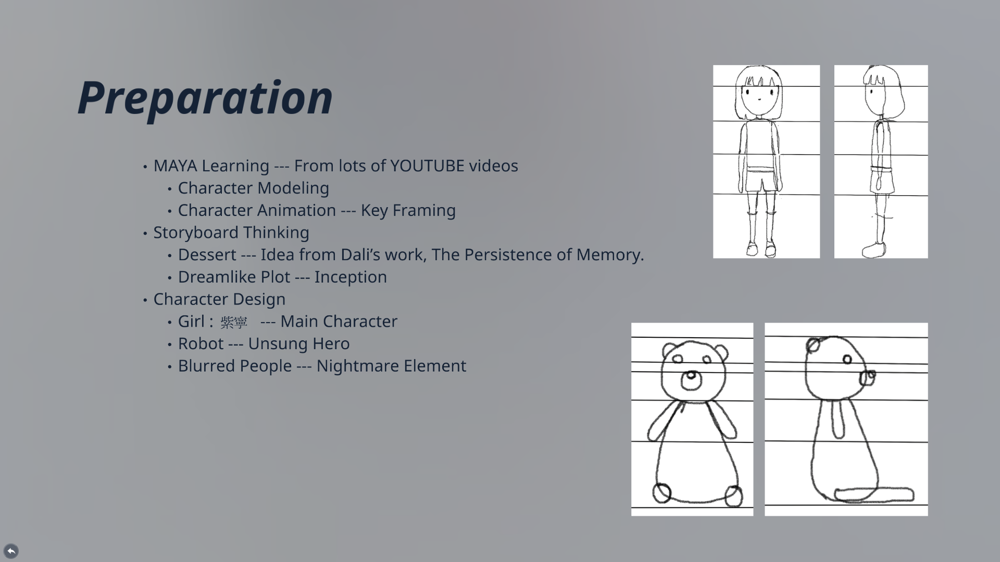 Preparation
• MAYA Learning --- From lots of YOUTUBE videos
• Character Modeling
• Character Animation --- Key Framing
• Storyboard Thinking
• Dessert --- Idea from Dali’s work, The Persistence of Memory.
• Dreamlike Plot --- Inception
• Character Design
• Girl : 紫寧 --- Main Character
• Robot --- Unsung Hero
• Blurred People --- Nightmare Element